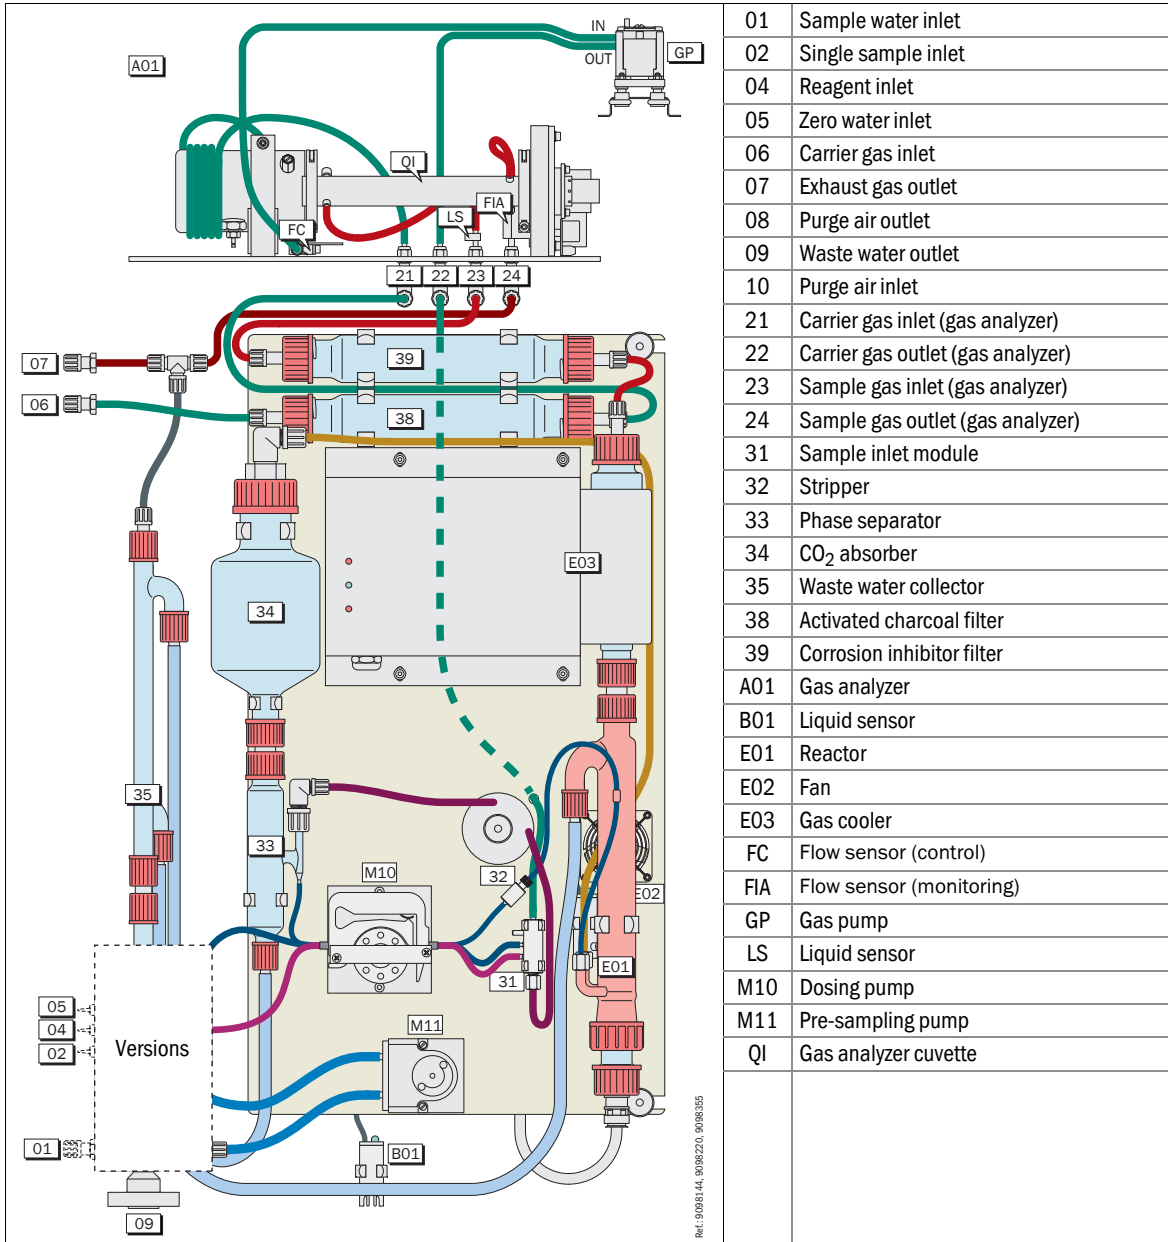 IN
OUT
GP
A01
QI
FIA
LS
FC
21
22
23
24
39
07
38
06
E03
34
35
33
32
M10
E02
31
E01
05
04
02
Versions
M11
01
B01
09
Ref.: 9098144, 9098220, 9098355
01 Sample water inlet
02 Single sample inlet
04 Reagent inlet
05 Zero water inlet
06 Carrier gas inlet
07 Exhaust gas outlet
08 Purge air outlet
09 Waste water outlet
10 Purge air inlet
21 Carrier gas inlet (gas analyzer)
22 Carrier gas outlet (gas analyzer)
23 Sample gas inlet (gas analyzer)
24 Sample gas outlet (gas analyzer)
31 Sample inlet module
32 Stripper
33 Phase separator
34 CO2 absorber
35 Waste water collector
38 Activated charcoal filter
39 Corrosion inhibitor filter
A01 Gas analyzer
B01 Liquid sensor
E01 Reactor
E02 Fan
E03 Gas cooler
FC Flow sensor (control)
FIA Flow sensor (monitoring)
GP Gas pump
LS Liquid sensor
M10 Dosing pump
M11 Pre-sampling pump
QI Gas analyzer cuvette